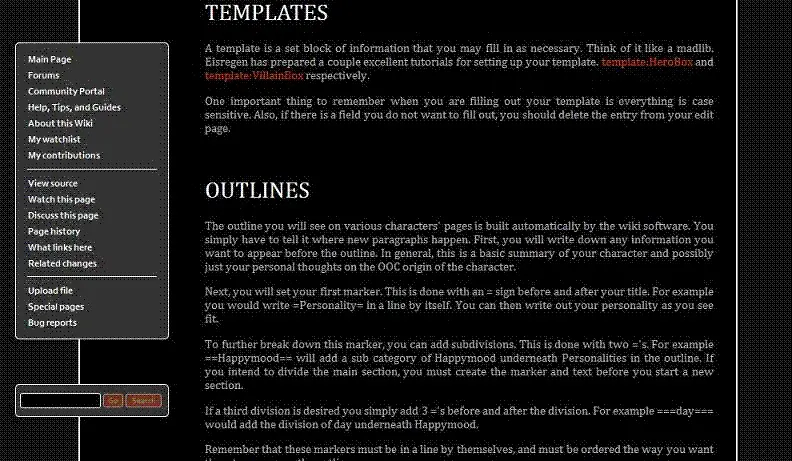 TEMPLATES
A template is a set block of information that you may fill in as necessary. Think of it like a madlib.
Eisregen has prepared a couple excellent tutorials for setting up your template. template:HeroBox and
template:VillainBox respectively.
One important thing to remember when you are filling out your template is everything is case
sensitive. Also, if there is a field you do not want to fill out, you should delete the entry from your edit
page.
OUTLINES
The outline you will see on various characters' pages is built automatically by the wiki software. You
simply have to tell it where new paragraphs happen. First, you will write down any information you
want to appear before the outline. In general, this is a basic summary of your character and possibly
just your personal thoughts on the OOC origin of the character.
Next, you will set your first marker. This is done with an = sign before and after your title. For example
you would write =Personality= in a line by itself. You can then write out your personality as you see
fit.
To further break down this marker, you can add subdivisions. This is done with two ='s. For example
==Happymood== will add a sub category of Happymood underneath Personalities in the outline. If
you intend to divide the main section, you must create the marker and text before you start a new
section.
If a third division is desired you simply add 3 ='s before and after the division. For example ===day===
would add the division of day underneath Happymood.
Remember that these markers must be in a line by themselves, and must be ordered the way you want
Main Page
Forums
Community Portal
Help, Tips, and Guides
About this Wiki
My watchlist
My contributions
View source
Watch this page
Discuss this page
Page history
What links here
Related changes
Upload file
Special pages
Bug reports
Go
Search